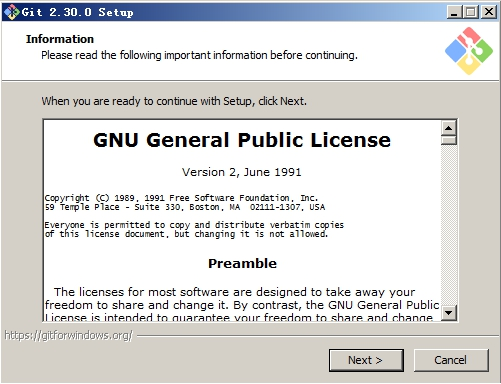 Git 2.30.0 Setup
Information
Please read the following important information before continuing.
When you are ready to continue with Setup, click Next.
GNU General Public License
Version 2, June 1991
Copyright (C) 1989, 1991 Free Software Foundation, Inc.
59 Temple Place - Suite 330, Boston, MA  02111-1307, USA
Everyone is permitted to copy and distribute verbatim copies
of this license document, but changing it is not allowed.
Preamble
The licenses for most software are designed to take away your
freedom to share and change it. By contrast, the GNU General Public
License is intended to guarantee your freedom to share and change
https://gitforwindows.org/
Next >
Cancel